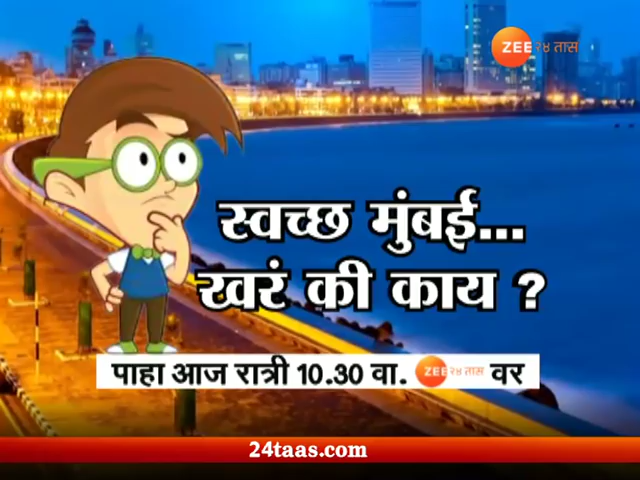 ZEE २४ तास
स्वच्छ मुंबई...
खरं की काय ?
पाहा आज रात्री 10.30 वा. ZEE २४ तास वर
24taas.com